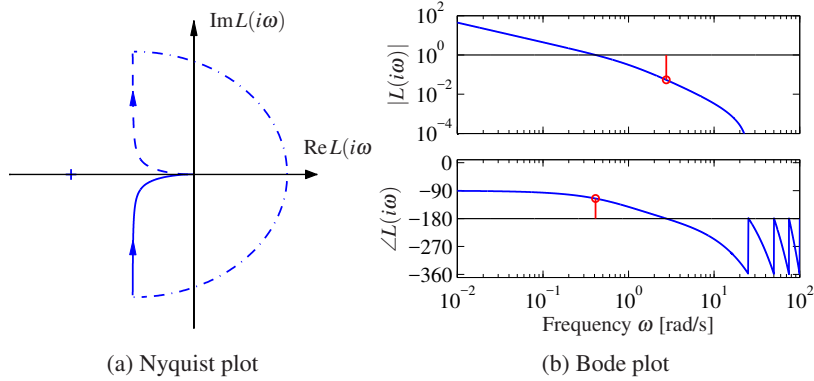 Im L(iω)
Re L(iω
(a) Nyquist plot
|L(iω)|
10^2
10^0
10^-2
10^-4
∠L(iω)
0
-90
-180
-270
-360
10^-2
10^-1
10^0
10^1
10^2
Frequency ω [rad/s]
(b) Bode plot